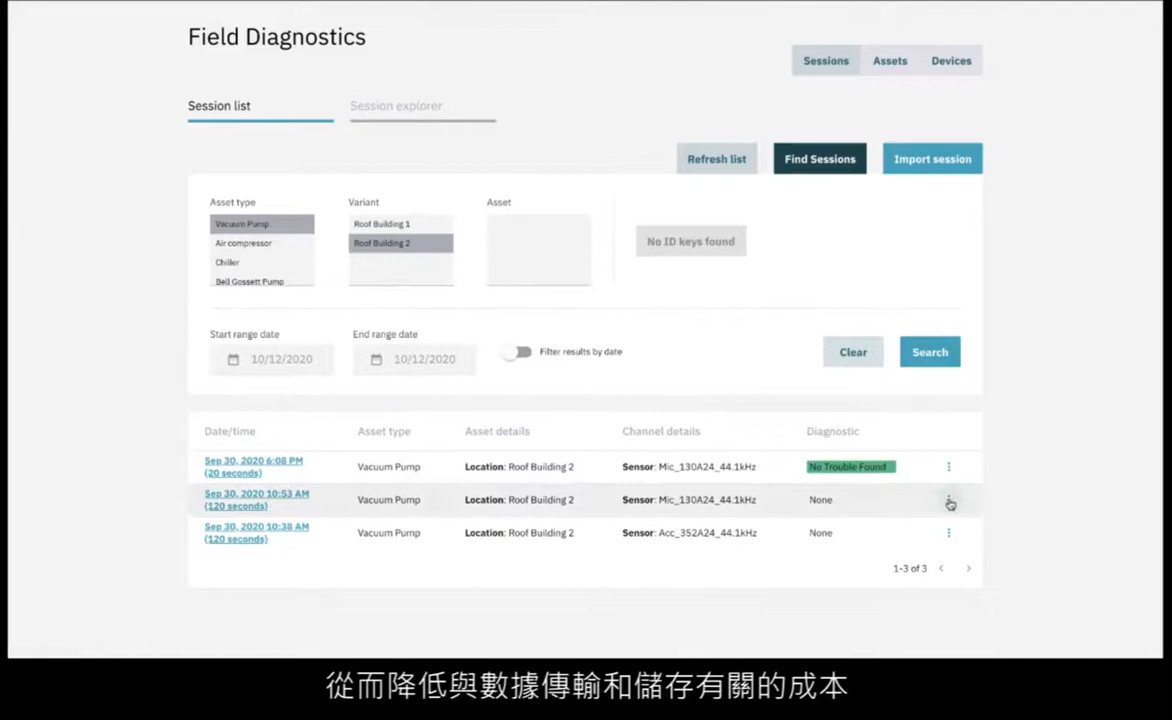 Field Diagnostics
Sessions Assets Devices
Session list Session explorer
Refresh list Find Sessions Import session
Asset type Variant Asset
Vacuum Pump Roof Building 1
No ID keys found
Air compressor Roof Building 2
Chiller
Bell Gossett Pump
Start range date End range date
10/12/2020 10/12/2020 Filter results by date Clear Search
Date/time Asset type Asset details Channel details Diagnostic
Sep 30, 2020 6:08 PM
(20 seconds) Vacuum Pump Location: Roof Building 2 Sensor: Mic_130A24_44.1kHz No Trouble Found
Sep 30, 2020 10:53 AM
(120 seconds) Vacuum Pump Location: Roof Building 2 Sensor: Mic_130A24_44.1kHz None
Sep 30, 2020 10:38 AM
(120 seconds) Vacuum Pump Location: Roof Building 2 Sensor: Acc_352A24_44.1kHz None
1-3 of 3
從而降低與數據傳輸和儲存有關的成本